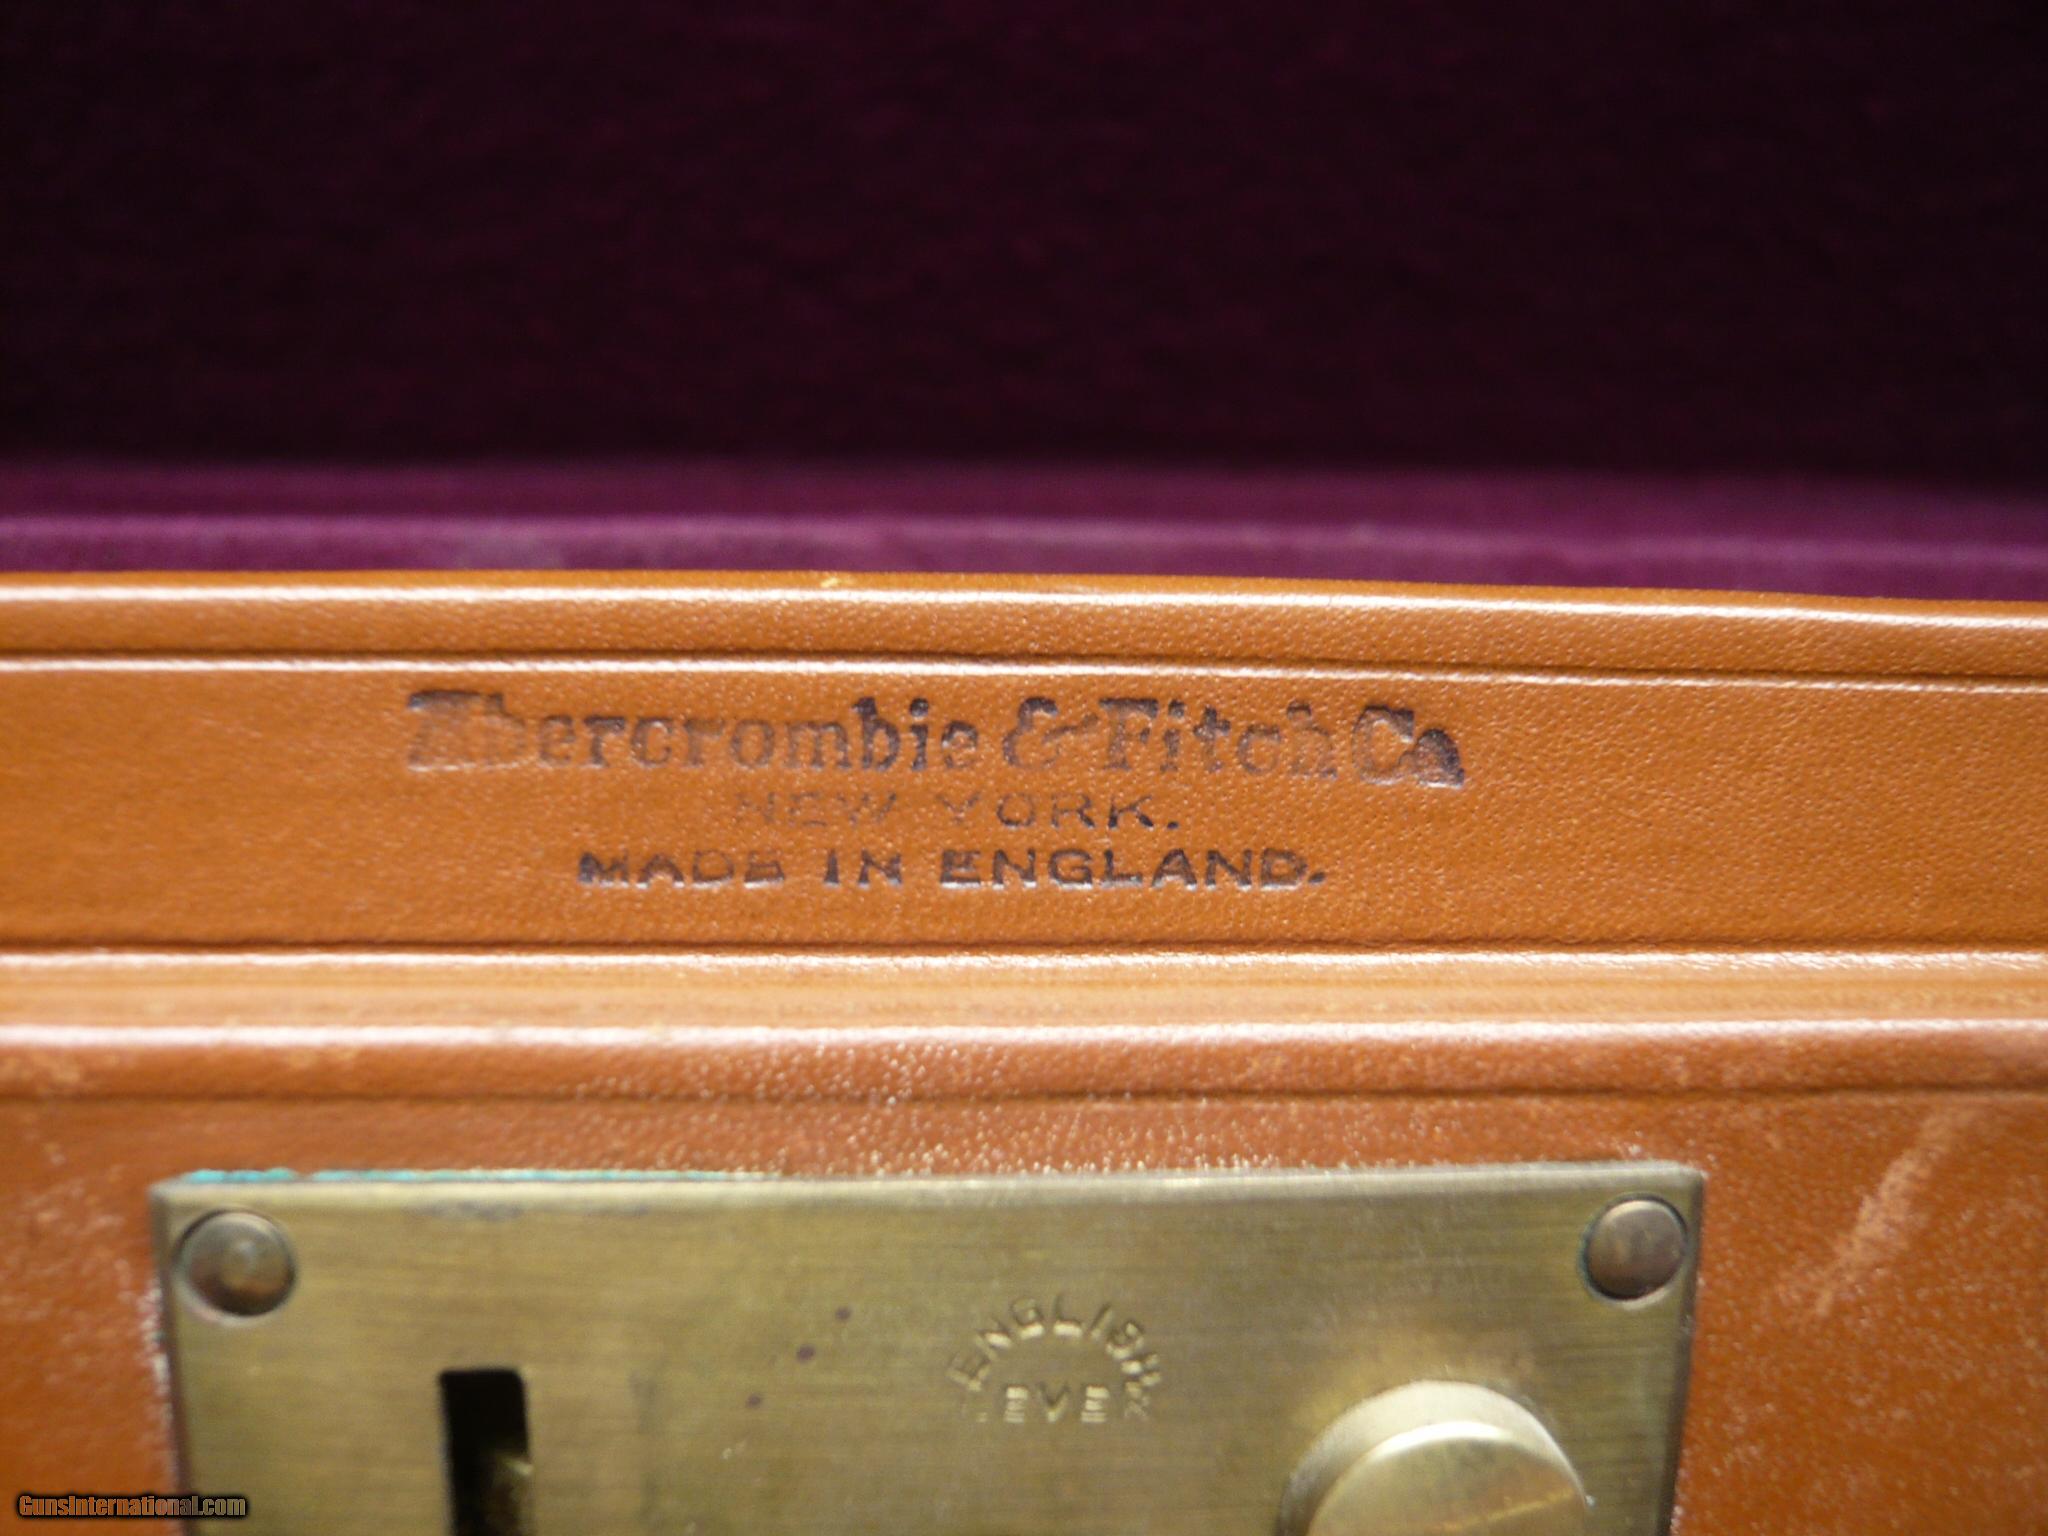 Abercrombie & Fitch Co
NEW YORK.
MADE IN ENGLAND.
ENGLISH
LEVER
GunsInternational.com